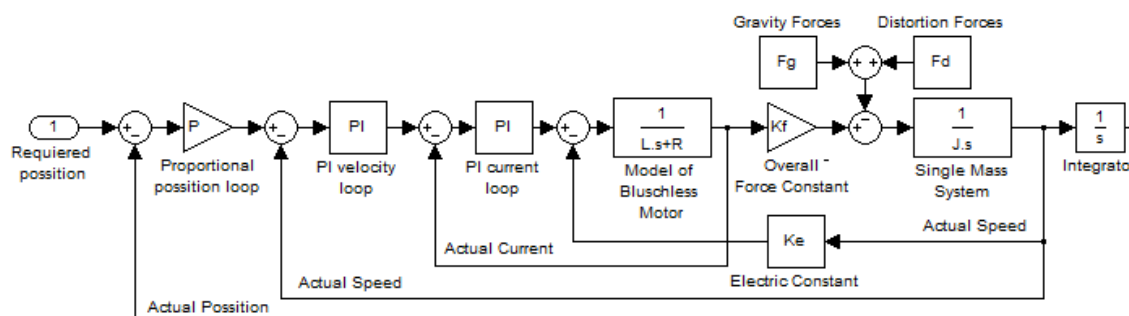 Gravity Forces
Distortion Forces
Fg
+ +
Fd
1
+
−
P
+
−
PI
+
−
PI
+
−
1
L.s+R
Kf
+
−
1
J.s
1
s
Requiered
possition
Proportional
possition loop
PI velocity
loop
PI current
loop
Model of
Bluschless
Motor
Overall
Force Constant
Single Mass
System
Integrato
Actual Current
Ke
Actual Speed
Actual Speed
Electric Constant
Actual Possition